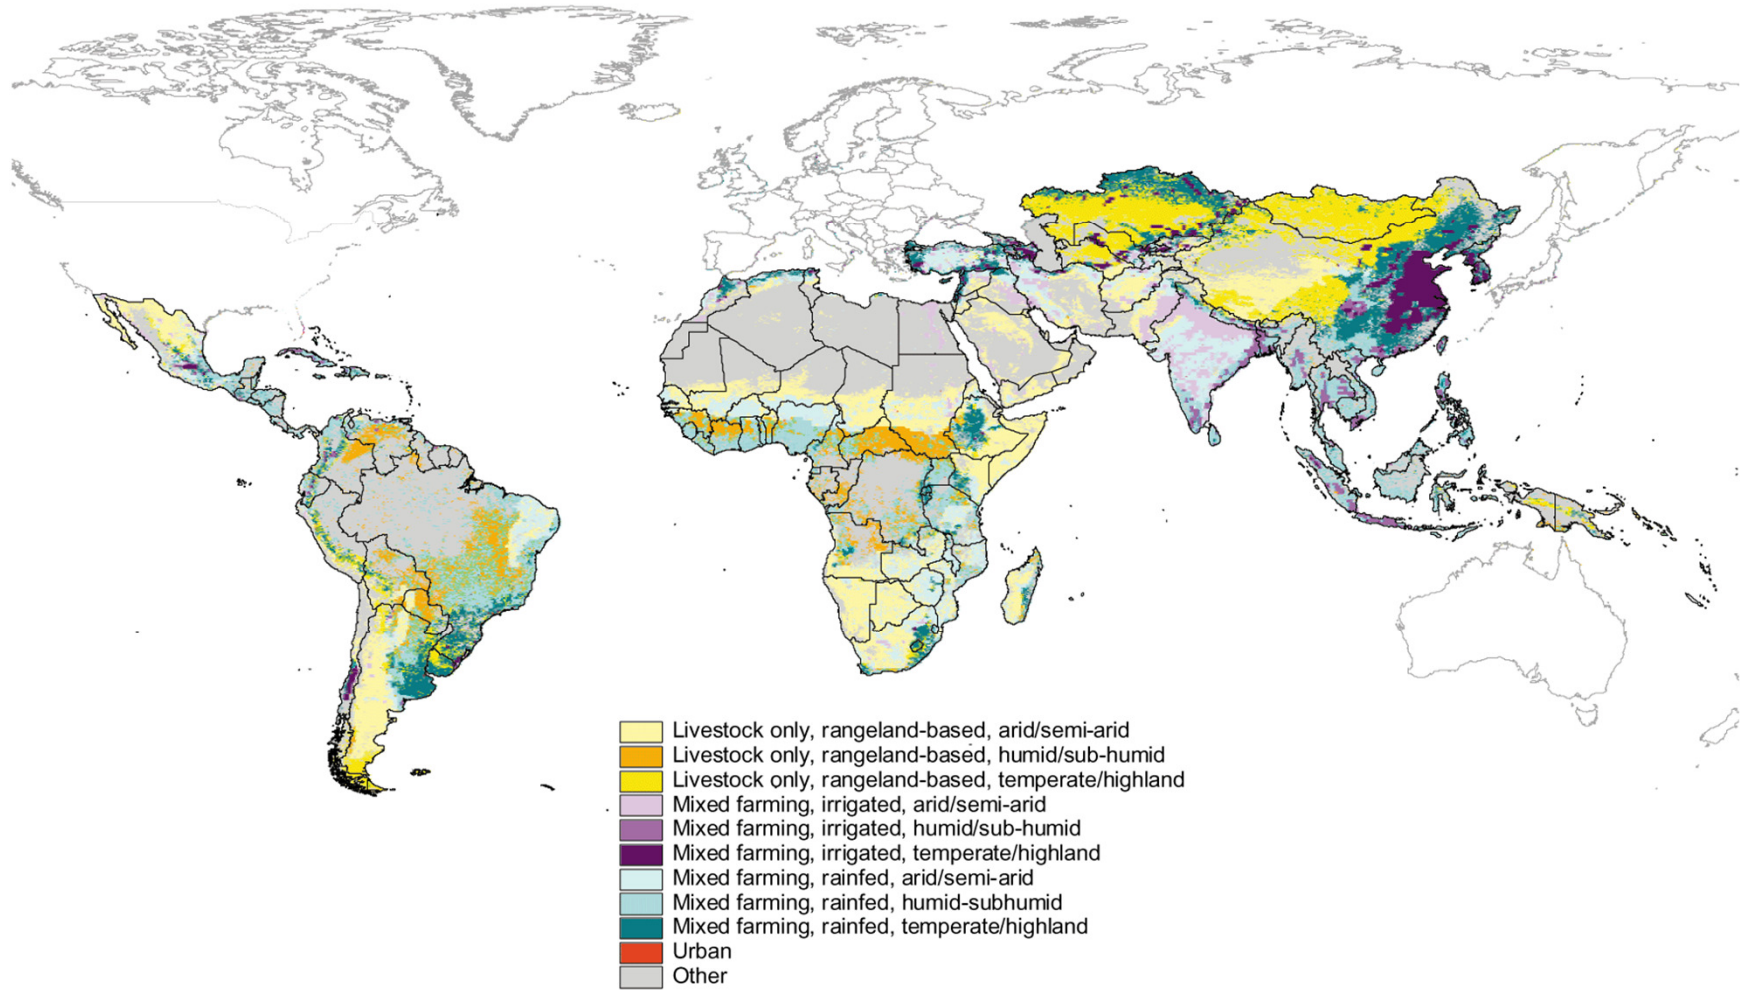 Livestock only, rangeland-based, arid/semi-arid
Livestock only, rangeland-based, humid/sub-humid
Livestock only, rangeland-based, temperate/highland
Mixed farming, irrigated, arid/semi-arid
Mixed farming, irrigated, humid/sub-humid
Mixed farming, irrigated, temperate/highland
Mixed farming, rainfed, arid/semi-arid
Mixed farming, rainfed, humid-subhumid
Mixed farming, rainfed, temperate/highland
Urban
Other